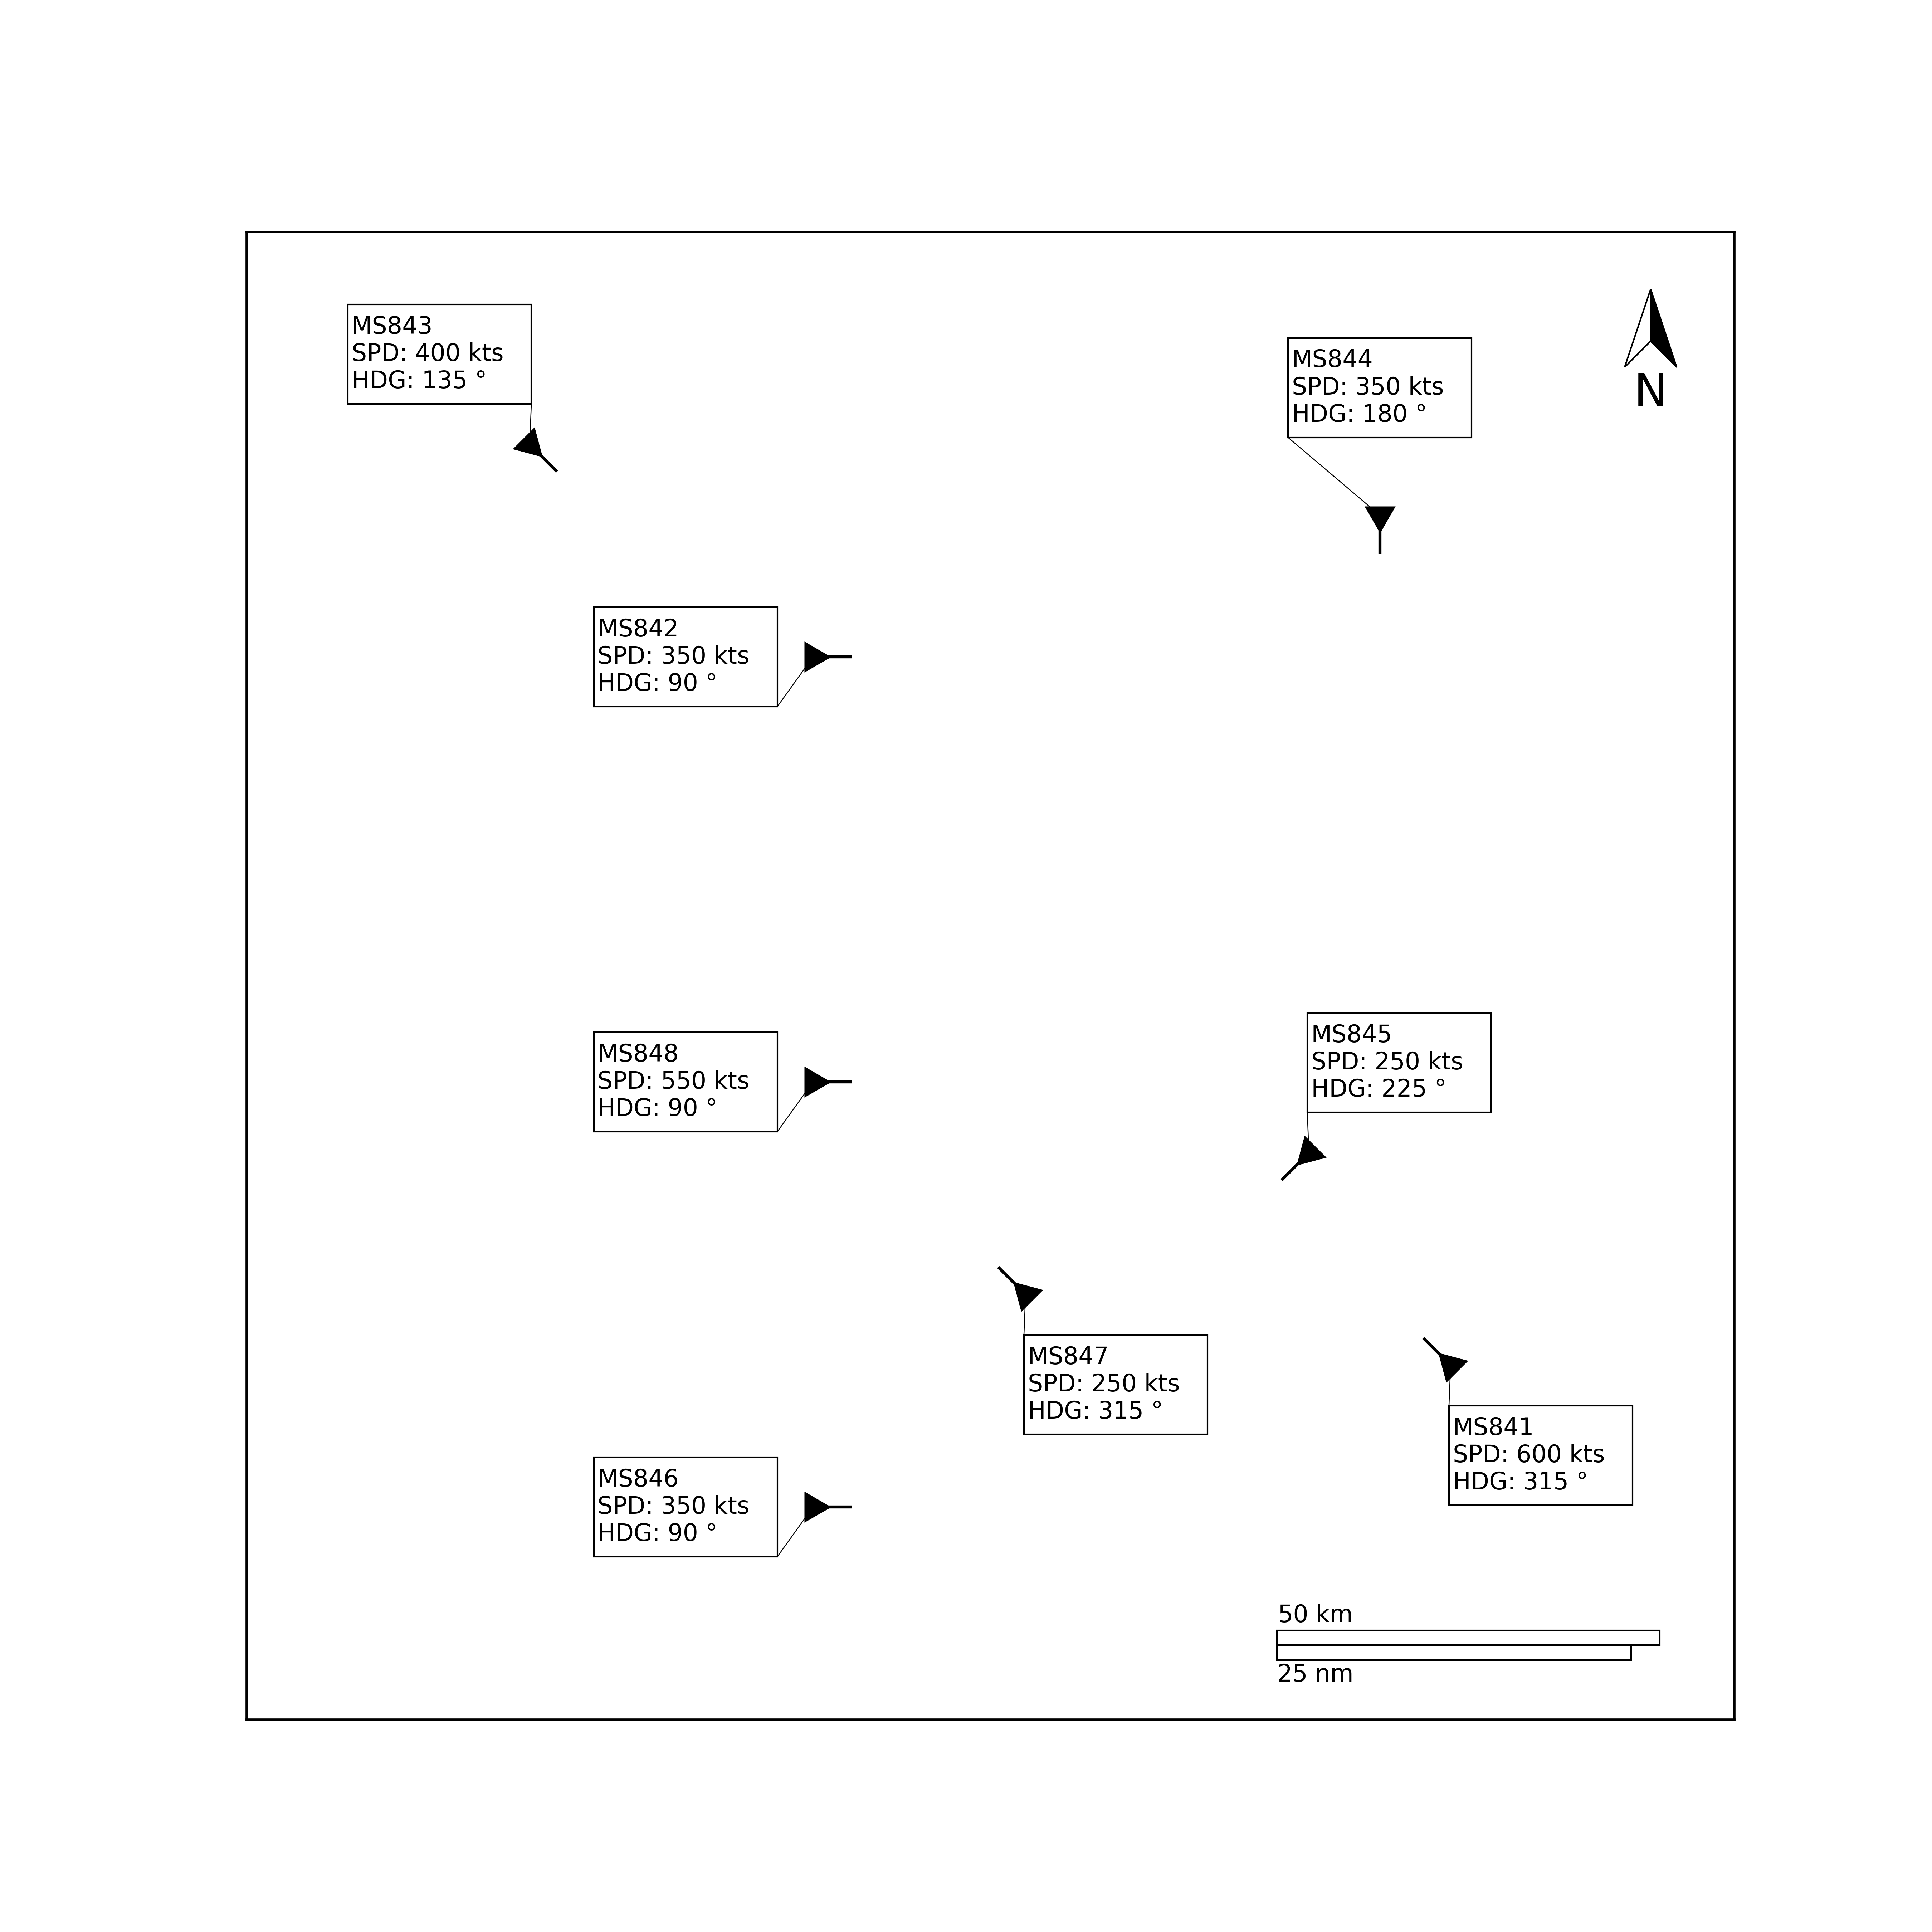 MS843
SPD: 400 kts
HDG: 135 °
MS844
SPD: 350 kts
HDG: 180 °
N
MS842
SPD: 350 kts
HDG: 90 °
MS848
SPD: 550 kts
HDG: 90 °
MS845
SPD: 250 kts
HDG: 225 °
MS847
SPD: 250 kts
HDG: 315 °
MS841
SPD: 600 kts
HDG: 315 °
MS846
SPD: 350 kts
HDG: 90 °
50 km
25 nm